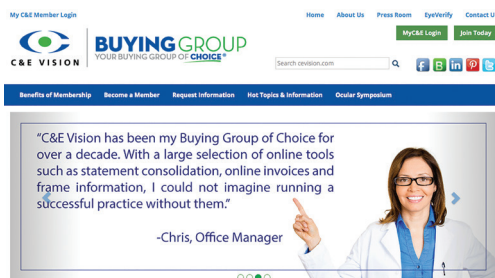 My C&E Member Login
Home About Us Press Room EyeVerify Contact U
MyC&E Login Join Today
C&E VISION
BUYING GROUP
YOUR BUYING GROUP OF CHOICE®
Search cevision.com
f B in P
Benefits of Membership Become a Member Request Information Hot Topics & Information Ocular Symposium
“C&E Vision has been my Buying Group of Choice for
over a decade. With a large selection of online tools
such as statement consolidation, online invoices and
frame information, I could not imagine running a
successful practice without them.”
-Chris, Office Manager